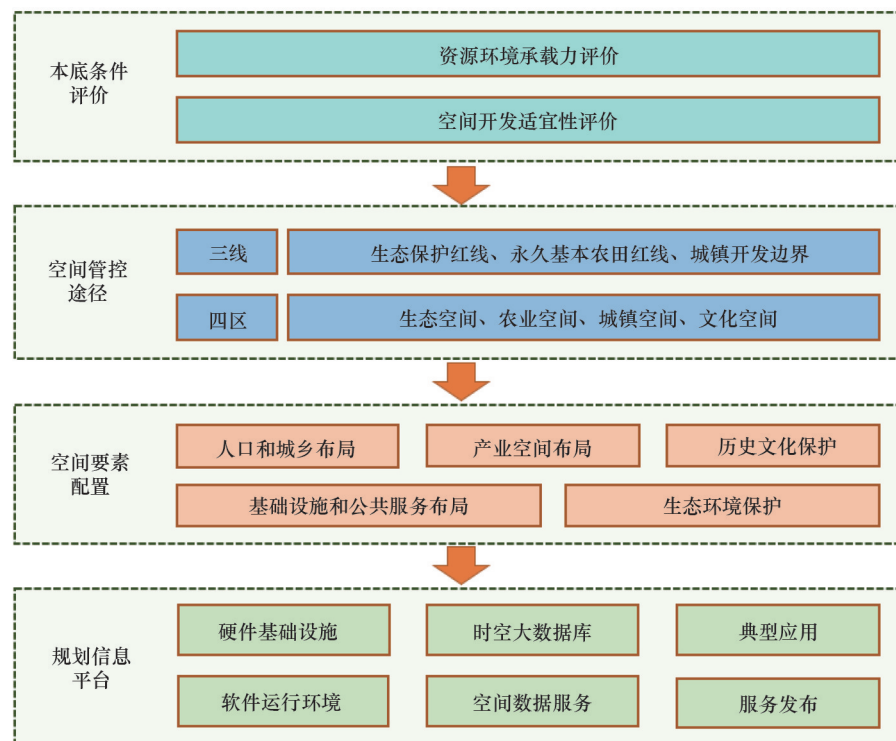 本底条件
评价
资源环境承载力评价
空间开发适宜性评价
空间管控
途径
三线
生态保护红线、永久基本农田红线、城镇开发边界
四区
生态空间、农业空间、城镇空间、文化空间
空间要素
配置
人口和城乡布局
产业空间布局
历史文化保护
基础设施和公共服务布局
生态环境保护
规划信息
平台
硬件基础设施
时空大数据库
典型应用
软件运行环境
空间数据服务
服务发布